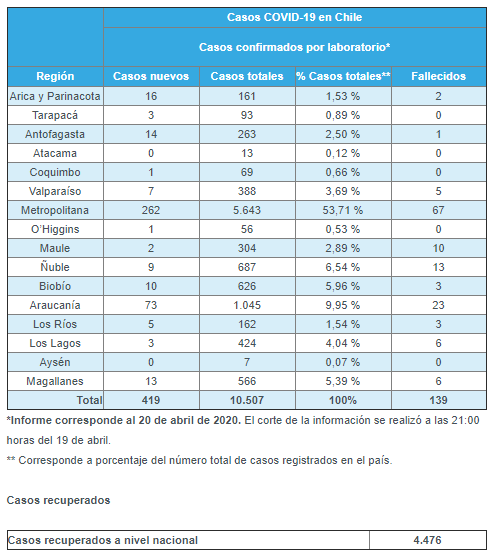 Casos COVID-19 en Chile
Casos confirmados por laboratorio*
Región Casos nuevos Casos totales % Casos totales** Fallecidos
Arica y Parinacota 16 161 1,53 % 2
Tarapacá 3 93 0,89 % 0
Antofagasta 14 263 2,50 % 1
Atacama 0 13 0,12 % 0
Coquimbo 1 69 0,66 % 0
Valparaíso 7 388 3,69 % 5
Metropolitana 262 5.643 53,71 % 67
O'Higgins 1 56 0,53 % 0
Maule 2 304 2,89 % 10
Ñuble 9 687 6,54 % 13
Biobío 10 626 5,96 % 3
Araucanía 73 1.045 9,95 % 23
Los Ríos 5 162 1,54 % 3
Los Lagos 3 424 4,04 % 6
Aysén 0 7 0,07 % 0
Magallanes 13 566 5,39 % 6
Total 419 10.507 100% 139
*Informe corresponde al 20 de abril de 2020. El corte de la información se realizó a las 21:00
horas del 19 de abril.
** Corresponde a porcentaje del número total de casos registrados en el país.
Casos recuperados
Casos recuperados a nivel nacional 4.476